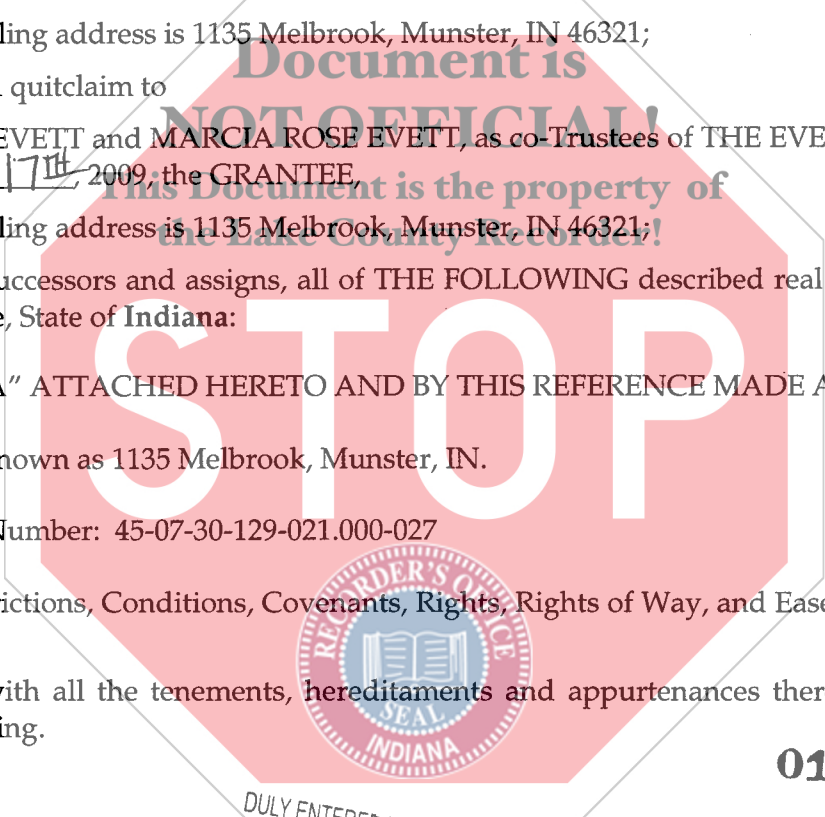 ling address is 1135 Melbrook, Munster, IN 46321;
Document is
quitclaim to
NOT OFFICIAL!
EVETT and MARCIA ROSE EVETT, as co-Trustees of THE EVE
17TH, 2009, the GRANTEE,
This Document is the property of
ling address is 1135 Melbrook, Munster, IN 46321;
the Lake County Recorder!
uccessors and assigns, all of THE FOLLOWING described real
e, State of Indiana:
STOP
A" ATTACHED HERETO AND BY THIS REFERENCE MADE A
nown as 1135 Melbrook, Munster, IN.
Number: 45-07-30-129-021.000-027
RECORDER'S OFFICE
ictions, Conditions, Covenants, Rights, Rights of Way, and Ease
with all the tenements, hereditaments and appurtenances ther
SEAL
ing.
INDIANA
01
DULY ENTERED